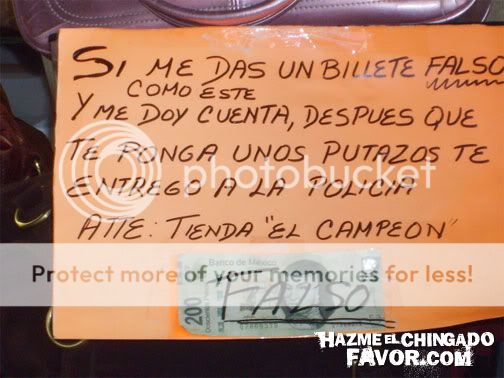 SI ME DAS UN BILLETE FALSO
COMO ESTE
Y ME DOY CUENTA, DESPUES QUE
TE PONGA UNOS PUTAZOS TE
ENTREGO A LA POLICIA
ATTE: TIENDA "EL CAMPEON"
photobucket
Protect more of your memories for less!
Banco de México
200
FALSO
HAZME EL CHINGADO
FAVOR.COM